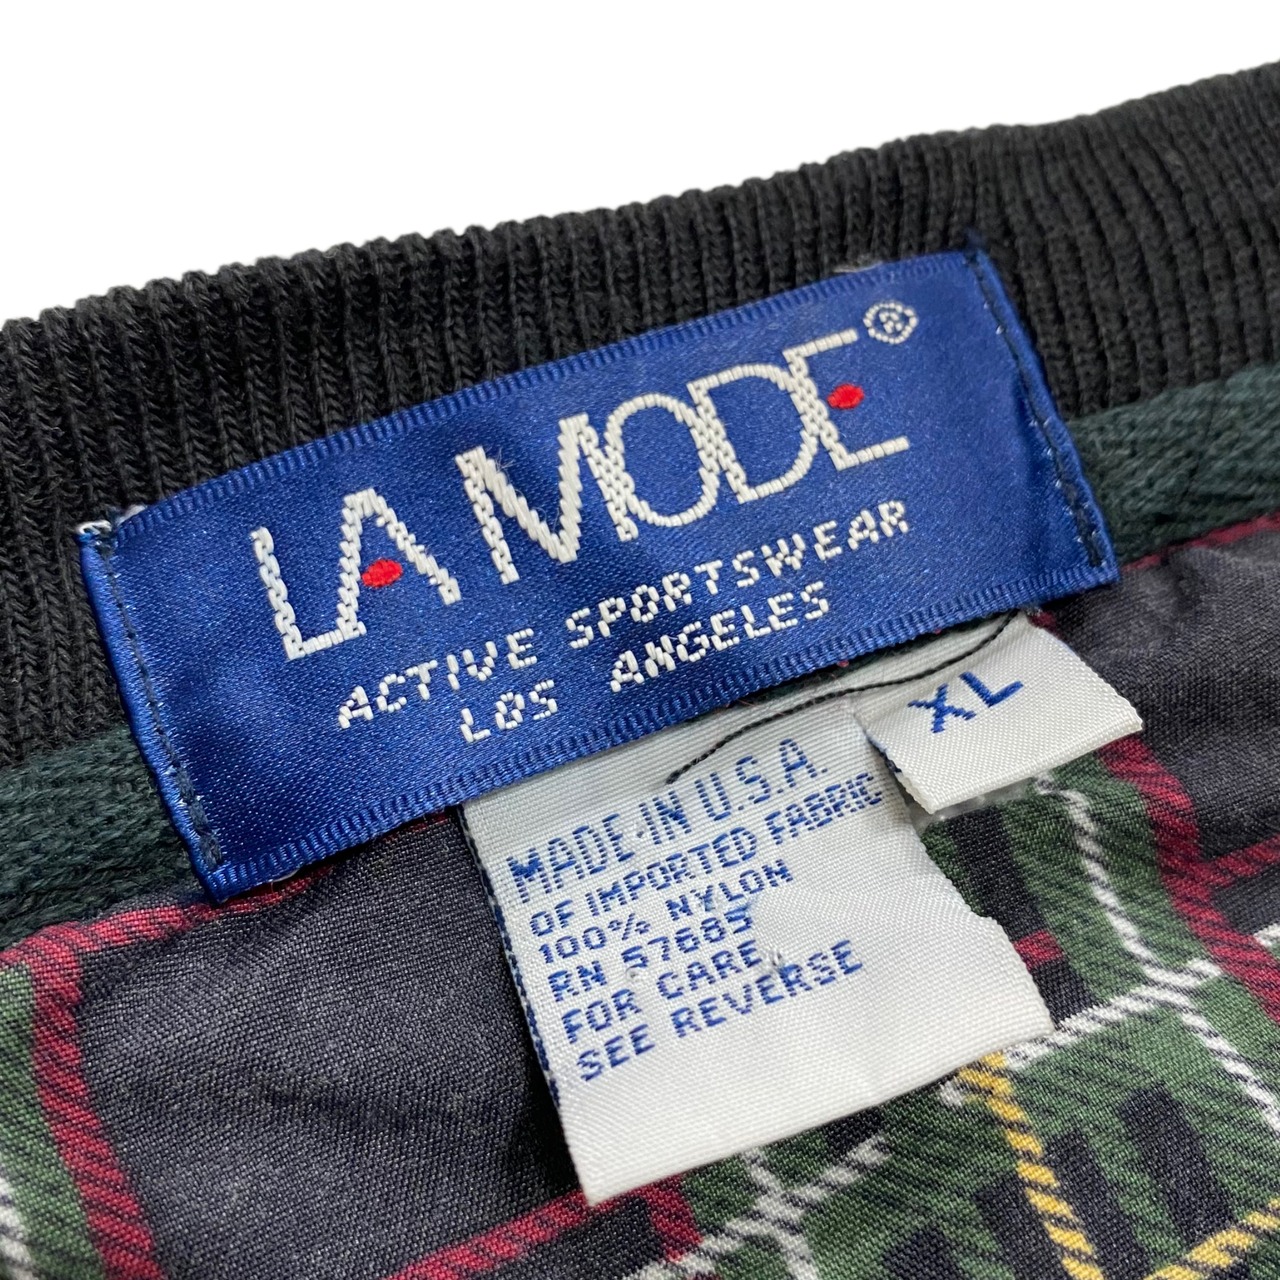 LA MODE®
ACTIVE SPORTSWEAR
LOS ANGELES
XL
MADE IN U.S.A.
OF IMPORTED FABRIC
100% NYLON
RN 57685
FOR CARE
SEE REVERSE